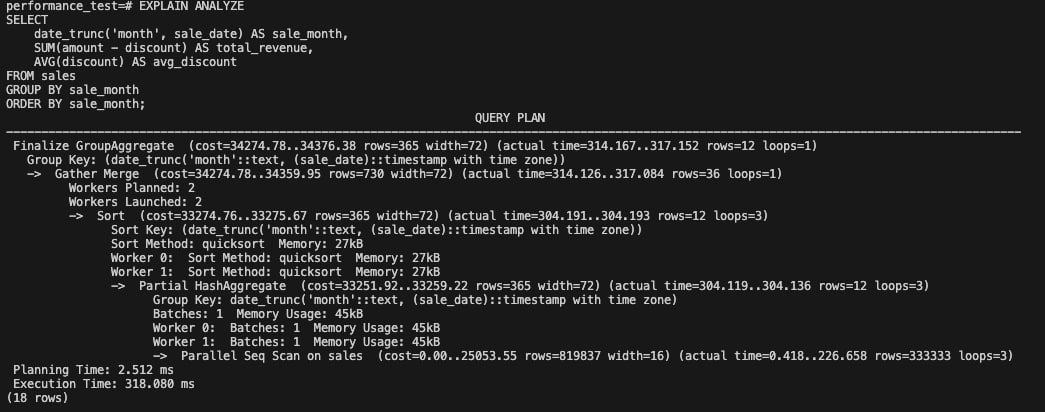 performance_test=# EXPLAIN ANALYZE
SELECT
    date_trunc('month', sale_date) AS sale_month,
    SUM(amount - discount) AS total_revenue,
    AVG(discount) AS avg_discount
FROM sales
GROUP BY sale_month
ORDER BY sale_month;
QUERY PLAN
Finalize GroupAggregate  (cost=34274.78..34376.38 rows=365 width=72) (actual time=314.167..317.152 rows=12 loops=1)
   Group Key: (date_trunc('month'::text, (sale_date)::timestamp with time zone))
   ->  Gather Merge  (cost=34274.78..34359.95 rows=730 width=72) (actual time=314.126..317.084 rows=36 loops=1)
         Workers Planned: 2
         Workers Launched: 2
         ->  Sort  (cost=33274.76..33275.67 rows=365 width=72) (actual time=304.191..304.193 rows=12 loops=3)
               Sort Key: (date_trunc('month'::text, (sale_date)::timestamp with time zone))
               Sort Method: quicksort  Memory: 27kB
               Worker 0:  Sort Method: quicksort  Memory: 27kB
               Worker 1:  Sort Method: quicksort  Memory: 27kB
               ->  Partial HashAggregate  (cost=33251.92..33259.22 rows=365 width=72) (actual time=304.119..304.136 rows=12 loops=3)
                     Group Key: date_trunc('month'::text, (sale_date)::timestamp with time zone)
                     Batches: 1  Memory Usage: 45kB
                     Worker 0:  Batches: 1  Memory Usage: 45kB
                     Worker 1:  Batches: 1  Memory Usage: 45kB
                     ->  Parallel Seq Scan on sales  (cost=0.00..25053.55 rows=819837 width=16) (actual time=0.418..226.658 rows=333333 loops=3)
Planning Time: 2.512 ms
Execution Time: 318.080 ms
(18 rows)